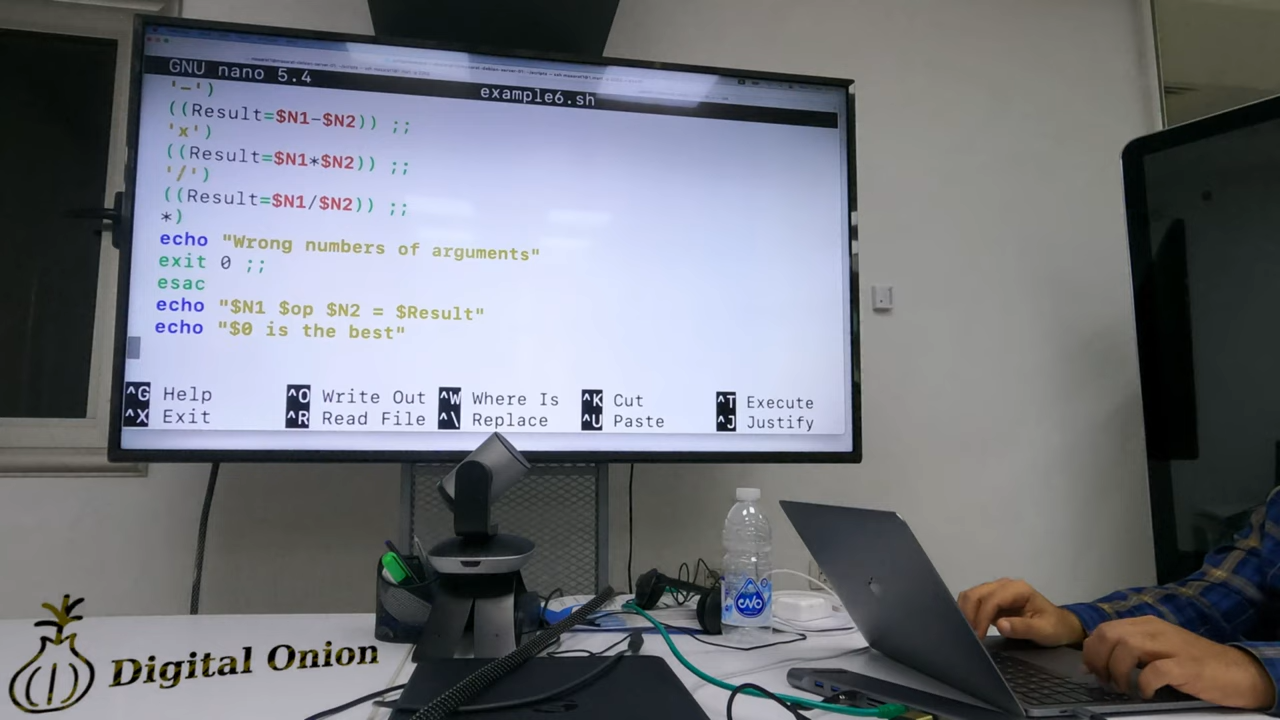 GNU nano 5.4
example6.sh
'-')
((Result=$N1-$N2)) ;;
'x')
((Result=$N1*$N2)) ;;
'/')
((Result=$N1/$N2)) ;;
*)
echo "Wrong numbers of arguments"
exit 0 ;;
esac
echo "$N1 $op $N2 = $Result"
echo "$0 is the best"
^G Help ^O Write Out ^W Where Is ^K Cut ^T Execute
^X Exit ^R Read File ^\ Replace ^U Paste ^J Justify
Digital Onion